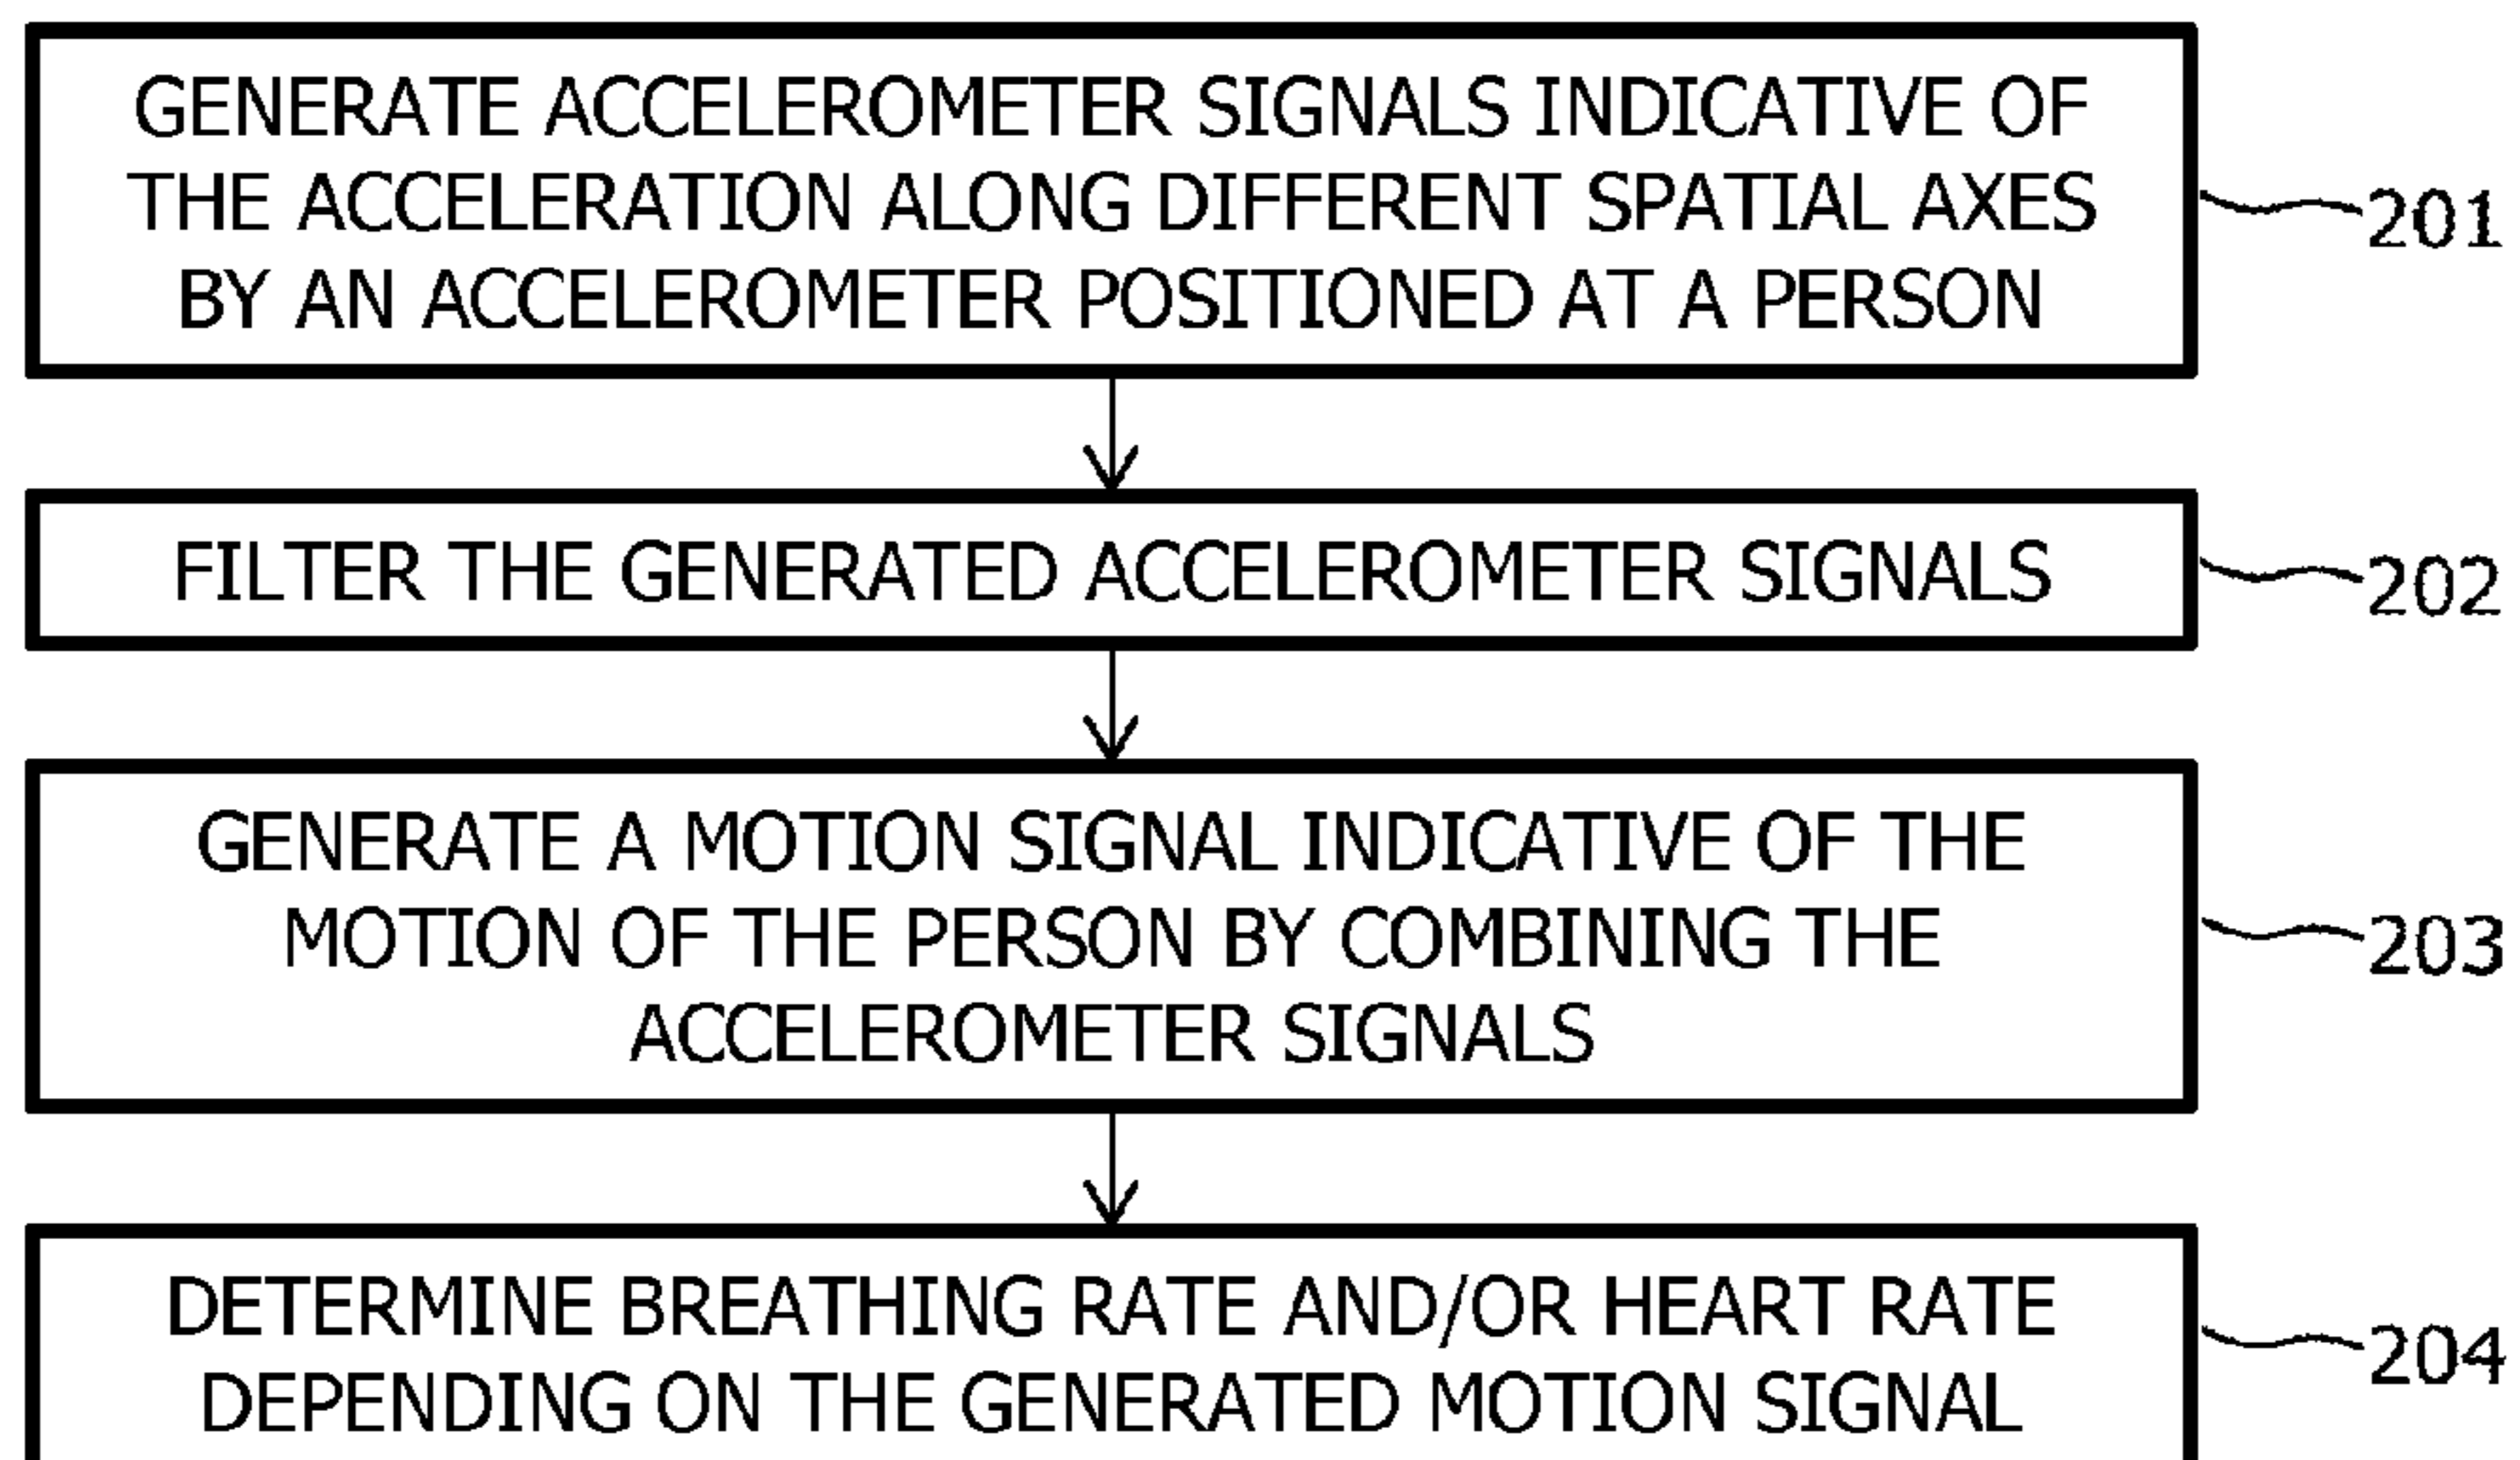 GENERATE ACCELEROMETER SIGNALS INDICATIVE OF
THE ACCELERATION ALONG DIFFERENT SPATIAL AXES
BY AN ACCELEROMETER POSITIONED AT A PERSON
201
FILTER THE GENERATED ACCELEROMETER SIGNALS
202
GENERATE A MOTION SIGNAL INDICATIVE OF THE
MOTION OF THE PERSON BY COMBINING THE
ACCELEROMETER SIGNALS
203
DETERMINE BREATHING RATE AND/OR HEART RATE
DEPENDING ON THE GENERATED MOTION SIGNAL
204